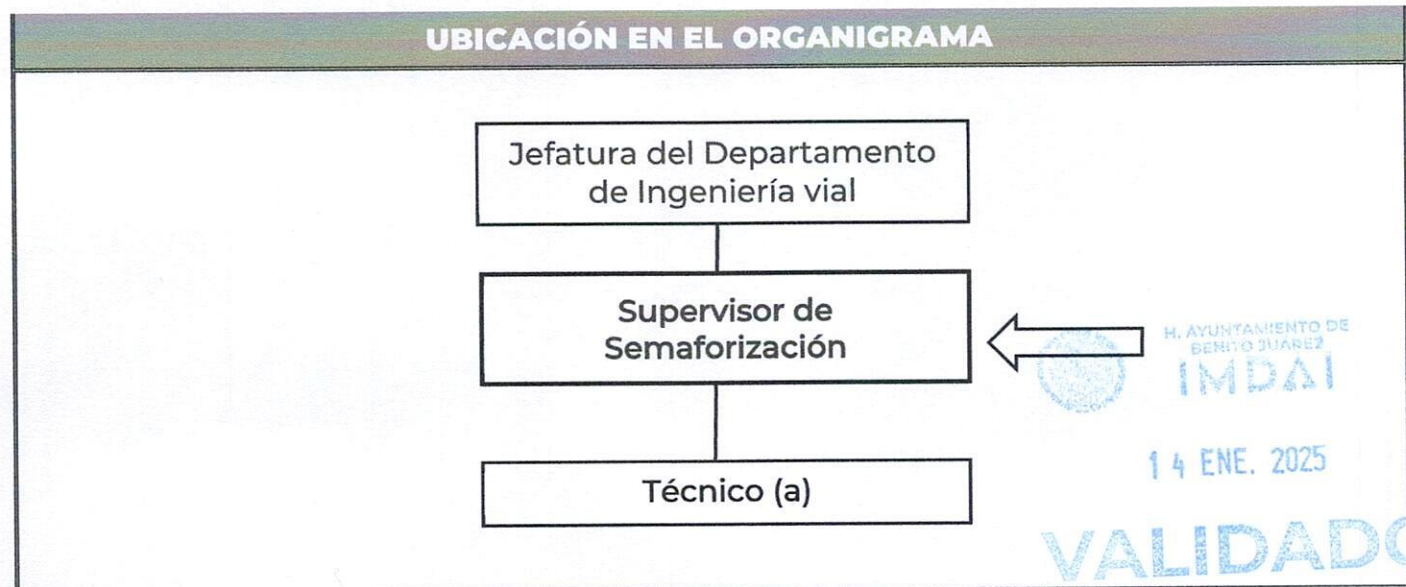 UBICACIÓN EN EL ORGANIGRAMA
Jefatura del Departamento
de Ingeniería vial
Supervisor de
Semaforización
H. AYUNTAMIENTO DE
BENITO JUÁREZ
IMDAI
14 ENE. 2025
Técnico (a)
VALIDADO